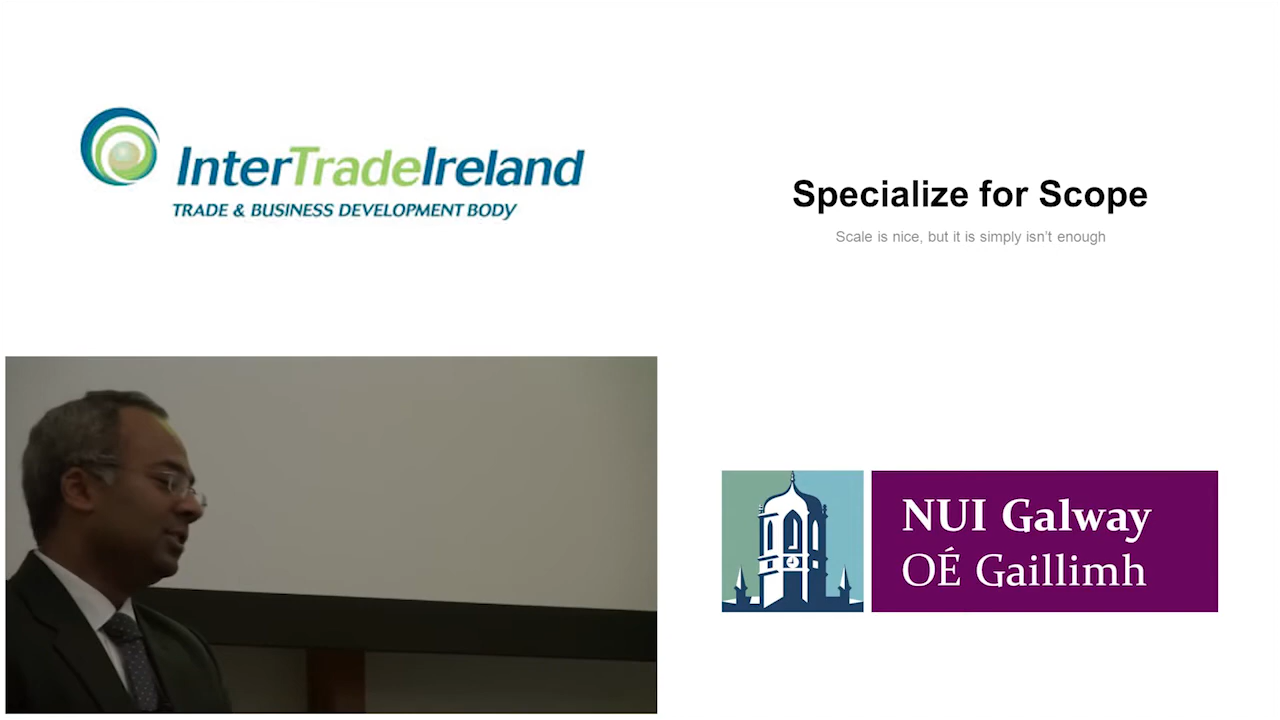 InterTradeIreland
TRADE & BUSINESS DEVELOPMENT BODY
Specialize for Scope
Scale is nice, but it is simply isn't enough
NUI Galway
OÉ Gaillimh